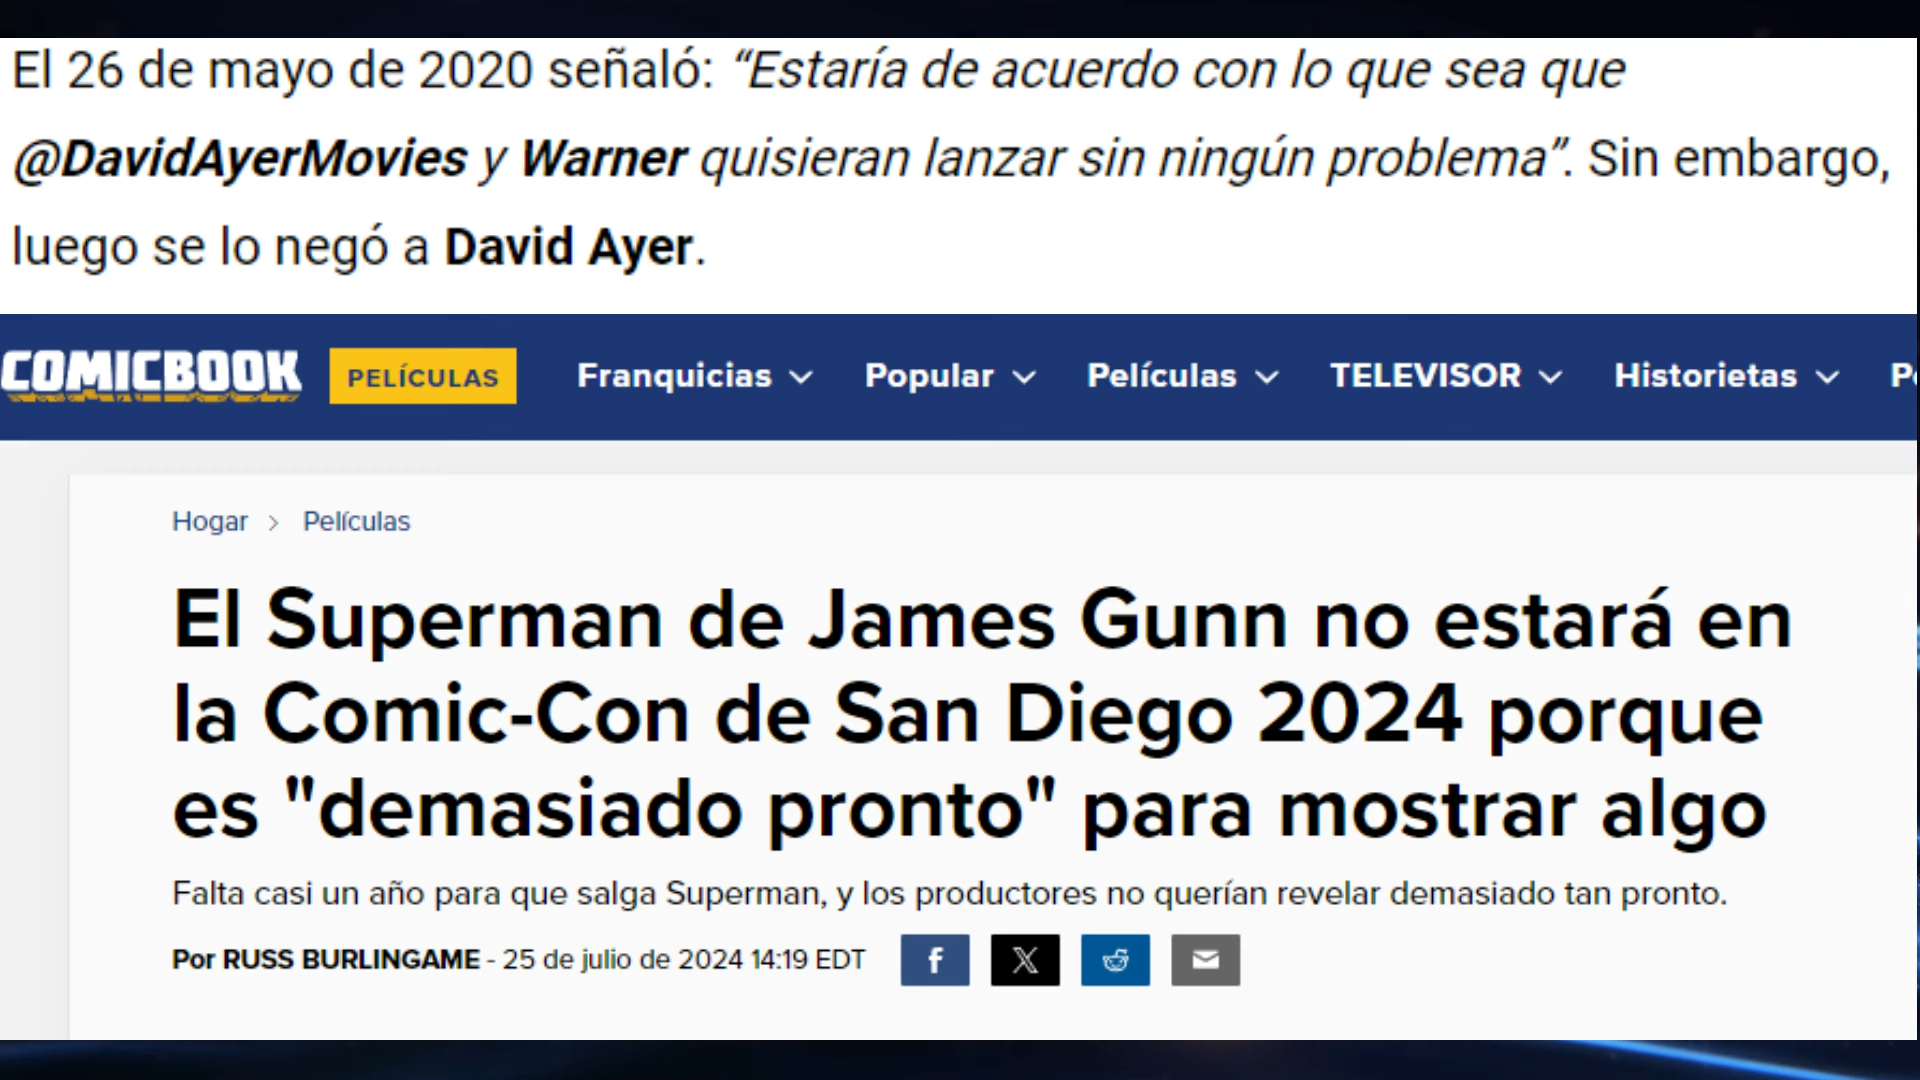 El 26 de mayo de 2020 señaló: “Estaría de acuerdo con lo que sea que
@DavidAyerMovies y Warner quisieran lanzar sin ningún problema”. Sin embargo,
luego se lo negó a David Ayer.
COMICBOOK PELÍCULAS Franquicias Popular Películas TELEVISOR Historietas
Hogar > Películas
El Superman de James Gunn no estará en
la Comic-Con de San Diego 2024 porque
es "demasiado pronto" para mostrar algo
Falta casi un año para que salga Superman, y los productores no querían revelar demasiado tan pronto.
Por RUSS BURLINGAME - 25 de julio de 2024 14:19 EDT